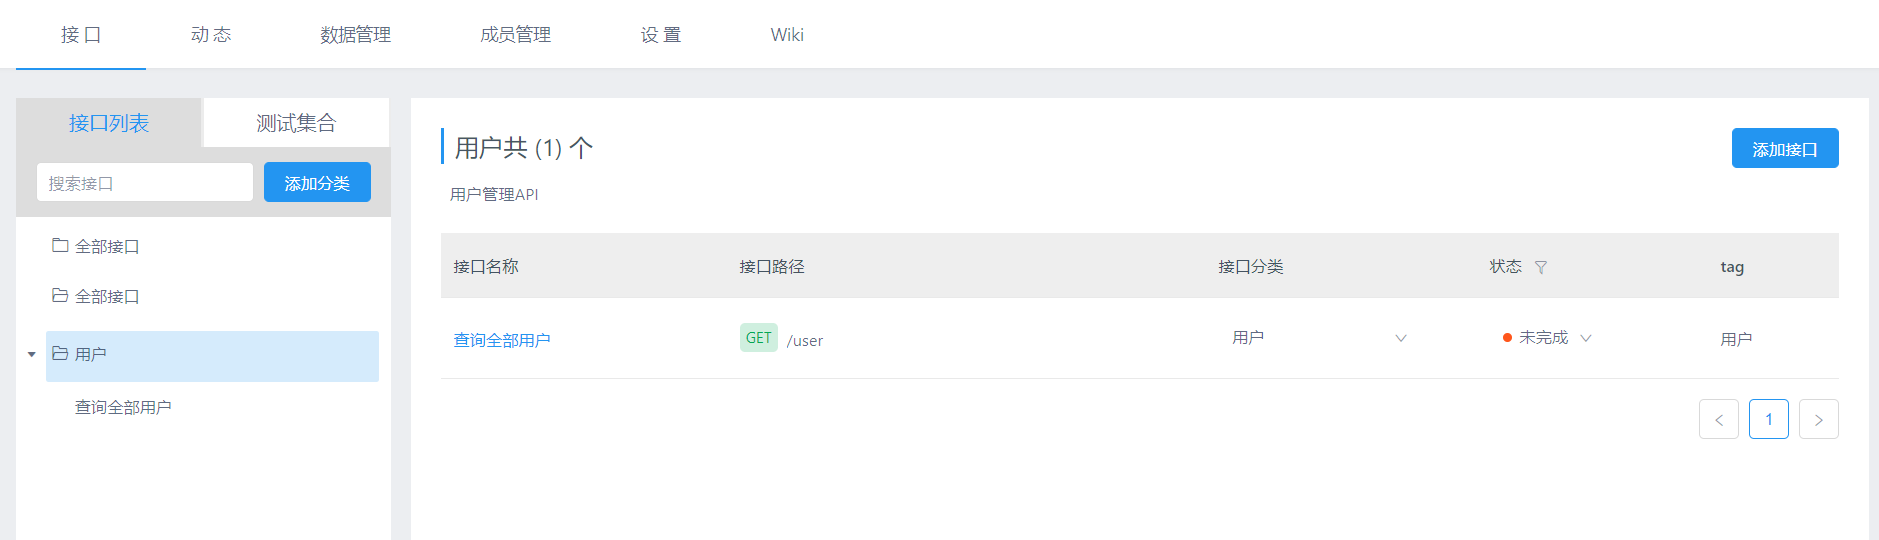 接 口 动 态 数据管理 成员管理 设 置 Wiki
接口列表 测试集合
搜索接口 添加分类
全部接口
全部接口
用户
查询全部用户
用户共 (1) 个 添加接口
用户管理API
接口名称 接口路径 接口分类 状态 tag
查询全部用户 GET /user 用户 未完成 用户
1